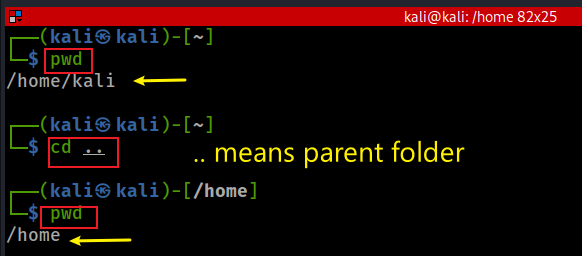 kali@kali: /home 82x25
┌──(kali㉿kali)-[~]
└─$ pwd
/home/kali
┌──(kali㉿kali)-[~]
└─$ cd ..
.. means parent folder
┌──(kali㉿kali)-[/home]
└─$ pwd
/home